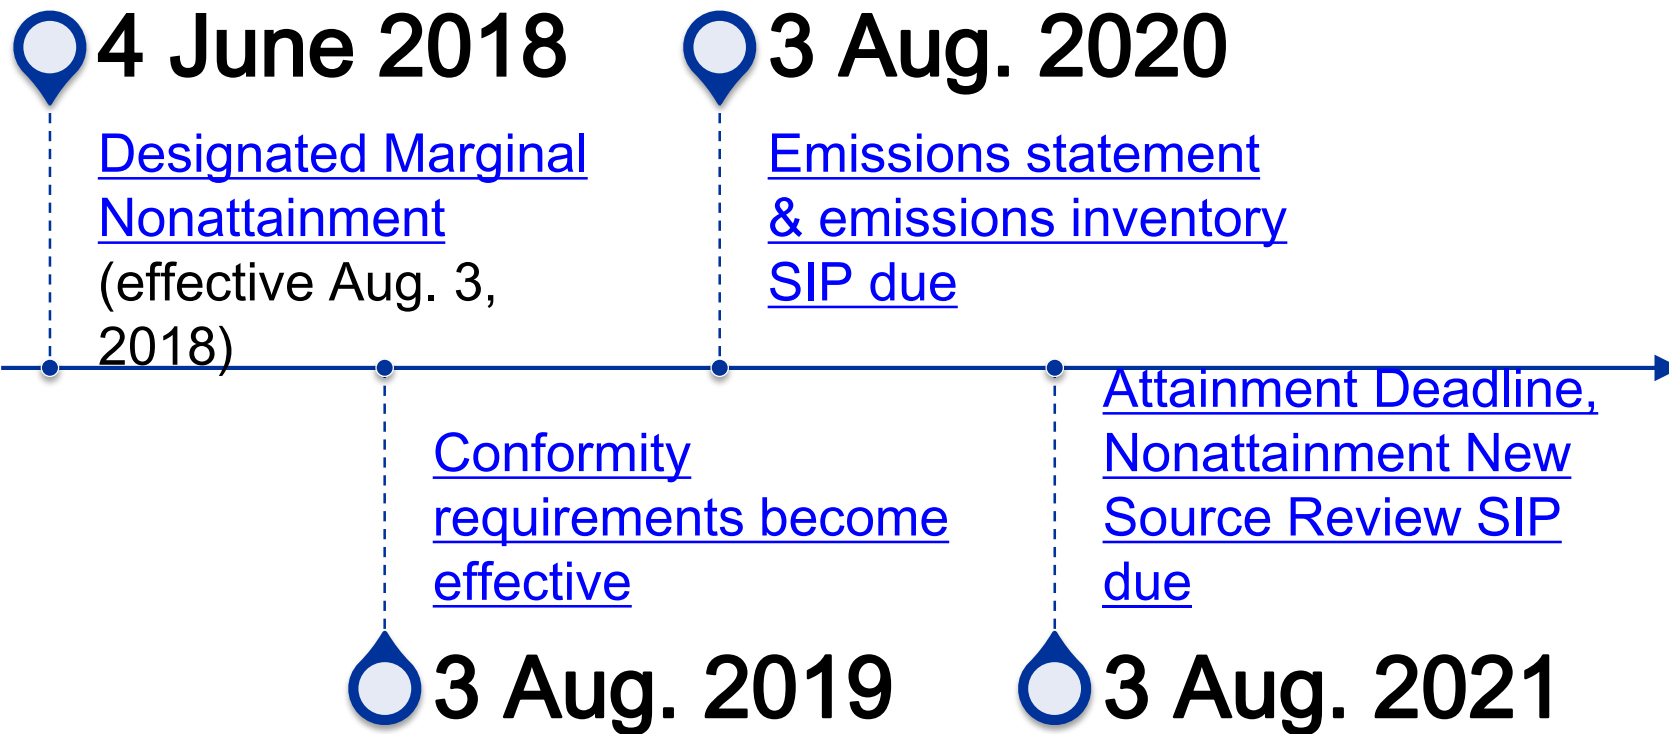 4 June 2018
Designated Marginal
Nonattainment
(effective Aug. 3,
2018)
3 Aug. 2020
Emissions statement
& emissions inventory
SIP due
Conformity
requirements become
effective
3 Aug. 2019
Attainment Deadline,
Nonattainment New
Source Review SIP
due
3 Aug. 2021